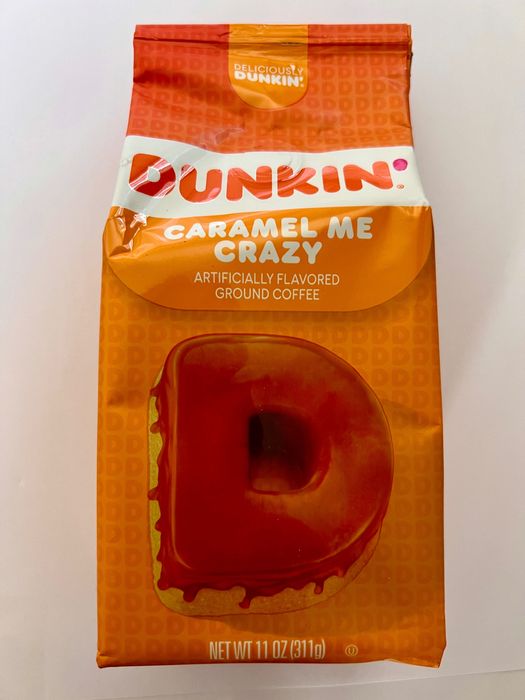 DELICIOUSLY
DUNKIN'
DUNKIN'
CARAMEL ME
CRAZY
ARTIFICIALLY FLAVORED
GROUND COFFEE
NET WT 11 OZ (311g) Ⓤ